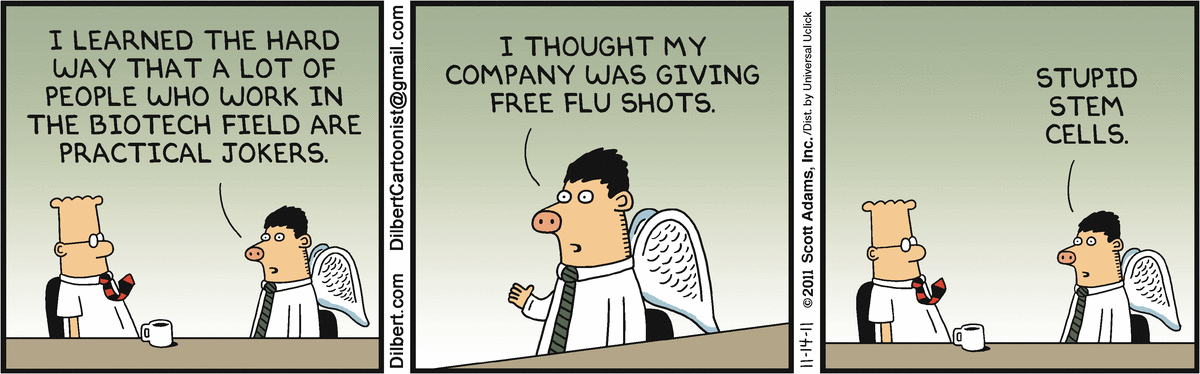 I LEARNED THE HARD
WAY THAT A LOT OF
PEOPLE WHO WORK IN
THE BIOTECH FIELD ARE
PRACTICAL JOKERS.
Dilbert.com DilbertCartoonist@gmail.com
I THOUGHT MY
COMPANY WAS GIVING
FREE FLU SHOTS.
11-14-11 ©2011 Scott Adams, Inc. /Dist. by Universal Uclick
STUPID
STEM
CELLS.